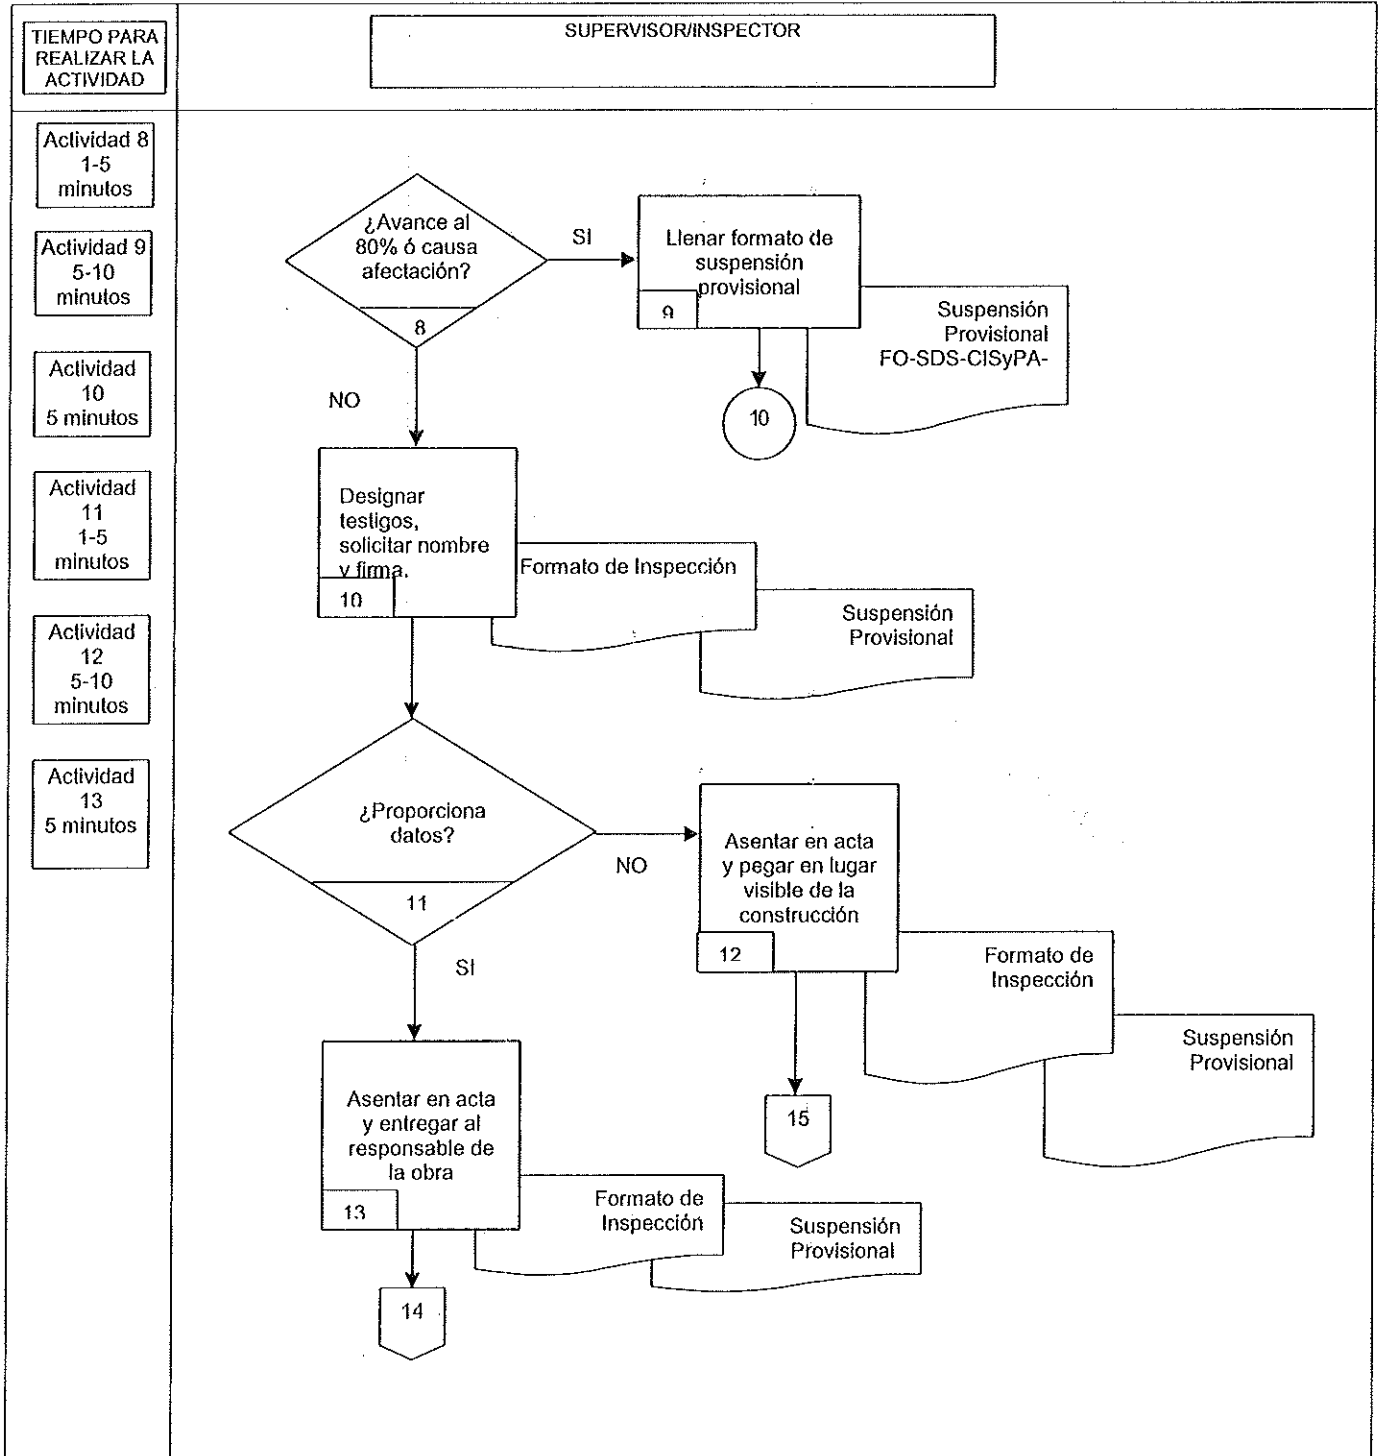 TIEMPO PARA
REALIZAR LA
ACTIVIDAD
SUPERVISOR/INSPECTOR
Actividad 8
1-5
minutos
Actividad 9
5-10
minutos
Actividad
10
5 minutos
Actividad
11
1-5
minutos
Actividad
12
5-10
minutos
Actividad
13
5 minutos
¿Avance al
80% ó causa
afectación?
8
SI
Llenar formato de
suspensión
provisional
9
Suspensión
Provisional
FO-SDS-CISyPA-
10
NO
Designar
testigos,
solicitar nombre
y firma.
10
Formato de Inspección
Suspensión
Provisional
¿Proporciona
datos?
11
NO
Asentar en acta
y pegar en lugar
visible de la
construcción
12
Formato de
Inspección
Suspensión
Provisional
15
SI
Asentar en acta
y entregar al
responsable de
la obra
13
Formato de
Inspección
Suspensión
Provisional
14